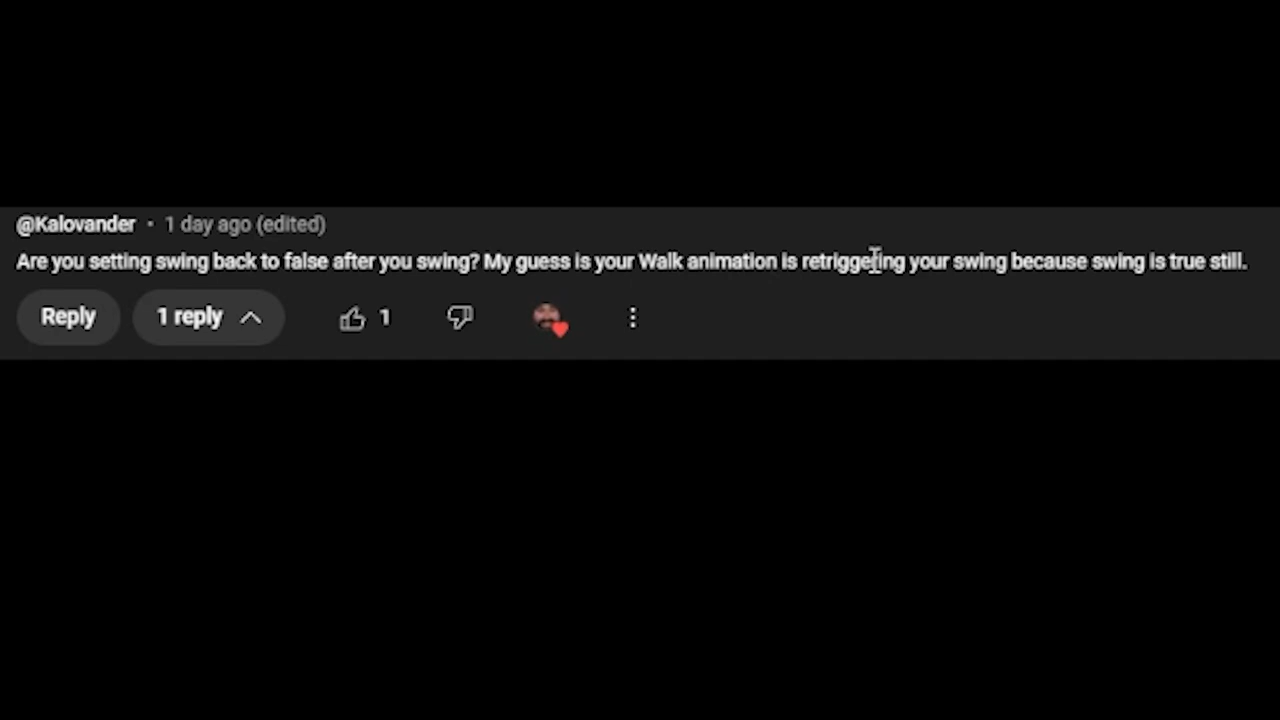 @Kalovander • 1 day ago (edited)
Are you setting swing back to false after you swing? My guess is your Walk animation is retriggering your swing because swing is true still.
Reply 1 reply 1